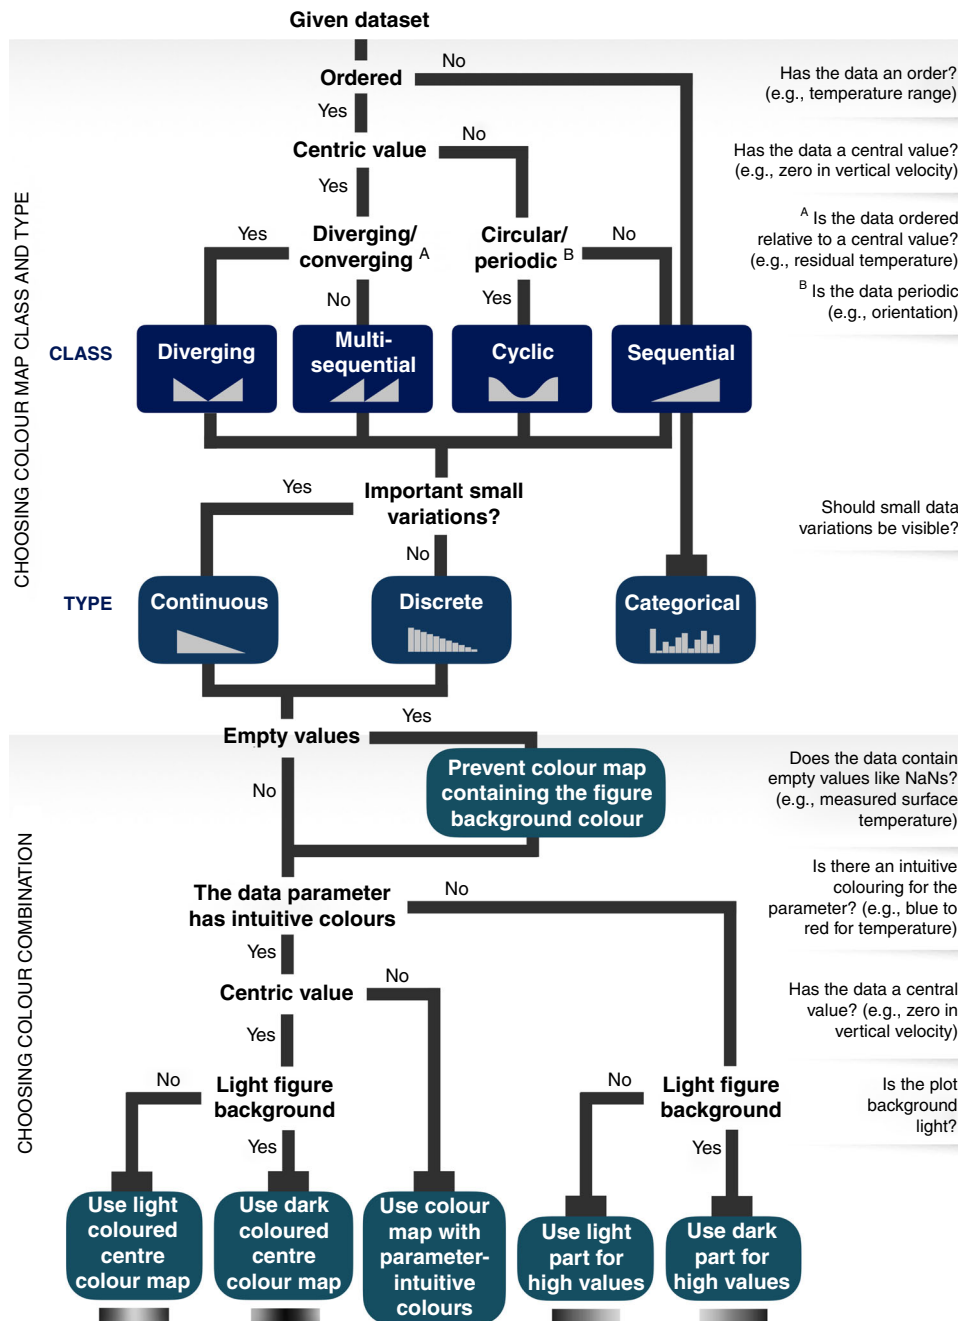 Given dataset
No
Ordered
Has the data an order?
(e.g., temperature range)
Yes
No
Centric value
Has the data a central value?
(e.g., zero in vertical velocity)
Yes
Yes
Diverging/
converging A
No
Circular/
periodic B
No
Yes
A Is the data ordered
relative to a central value?
(e.g., residual temperature)
B Is the data periodic
(e.g., orientation)
CHOOSING COLOUR MAP CLASS AND TYPE
CLASS
Diverging
Multi-
sequential
Cyclic
Sequential
Yes
Important small
variations?
No
Should small data
variations be visible?
TYPE
Continuous
Discrete
Categorical
Yes
Empty values
No
Prevent colour map
containing the figure
background colour
Does the data contain
empty values like NaNs?
(e.g., measured surface
temperature)
CHOOSING COLOUR COMBINATION
The data parameter
has intuitive colours
No
Yes
Is there an intuitive
colouring for the
parameter? (e.g., blue to
red for temperature)
Centric value
No
Yes
Has the data a central
value? (e.g., zero in
vertical velocity)
No
Light figure
background
Yes
No
Light figure
background
Yes
Is the plot
background
light?
Use light
coloured
centre
colour map
Use dark
coloured
centre
colour map
Use colour
map with
parameter-
intuitive
colours
Use light
part for
high values
Use dark
part for
high values